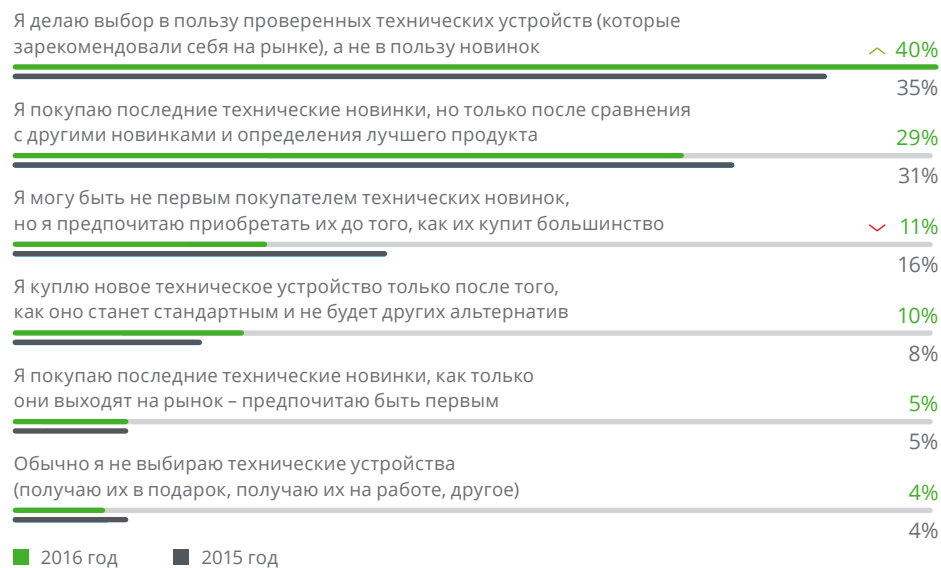 Я делаю выбор в пользу проверенных технических устройств (которые
зарекомендовали себя на рынке), а не в пользу новинок
40%
35%
Я покупаю последние технические новинки, но только после сравнения
с другими новинками и определения лучшего продукта
29%
31%
Я могу быть не первым покупателем технических новинок,
но я предпочитаю приобретать их до того, как их купит большинство
11%
16%
Я куплю новое техническое устройство только после того,
как оно станет стандартным и не будет других альтернатив
10%
8%
Я покупаю последние технические новинки, как только
они выходят на рынок – предпочитаю быть первым
5%
5%
Обычно я не выбираю технические устройства
(получаю их в подарок, получаю их на работе, другое)
4%
4%
2016 год
2015 год